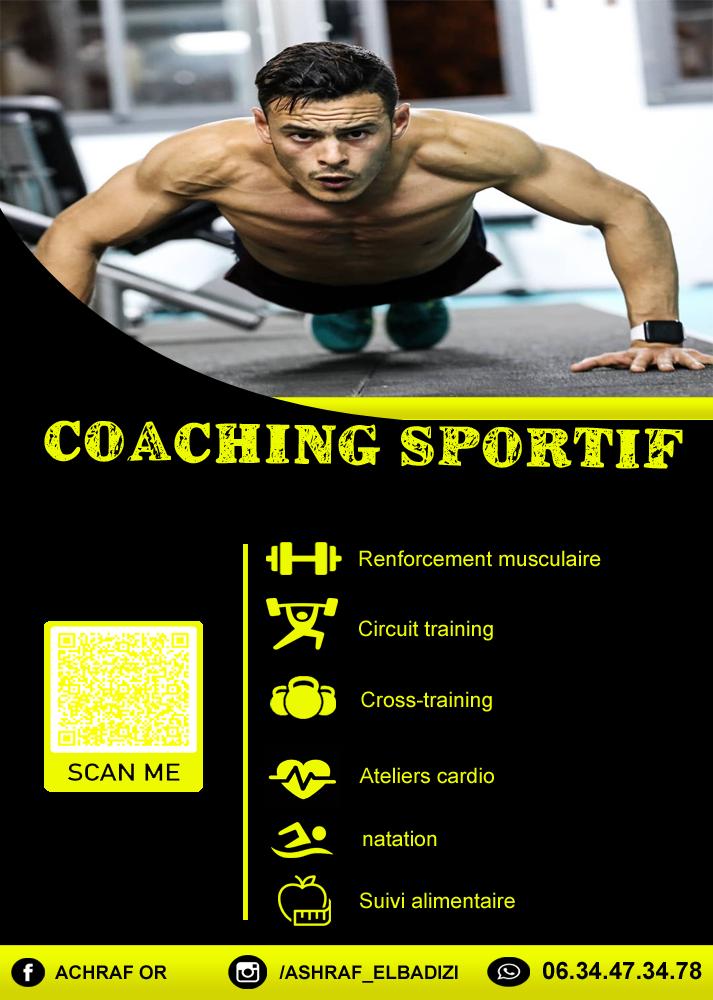 COACHING SPORTIF
Renforcement musculaire
Circuit training
Cross-training
Ateliers cardio
natation
Suivi alimentaire
SCAN ME
ACHRAF OR
/ASHRAF_ELBADIZI
06.34.47.34.78